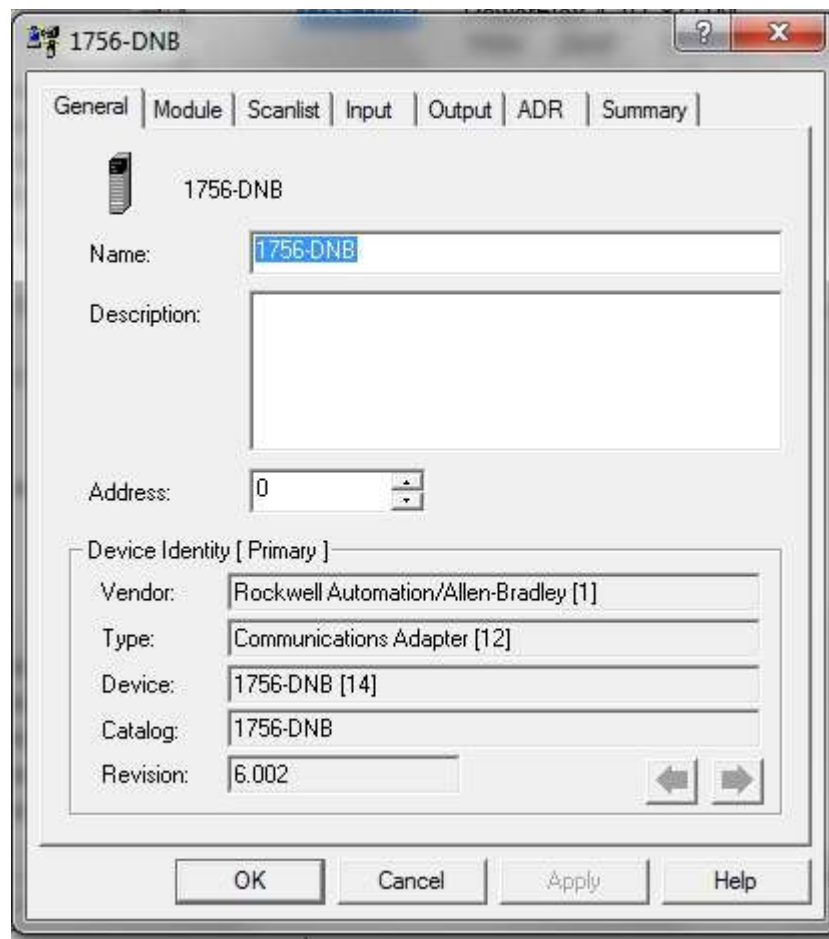 1756-DNB
?
General Module Scanlist Input Output ADR Summary
1756-DNB
Name: 1756-DNB
Description:
Address: 0
Device Identity [ Primary ]
Vendor: Rockwell Automation/Allen-Bradley [1]
Type: Communications Adapter [12]
Device: 1756-DNB [14]
Catalog: 1756-DNB
Revision: 6.002
OK Cancel Apply Help